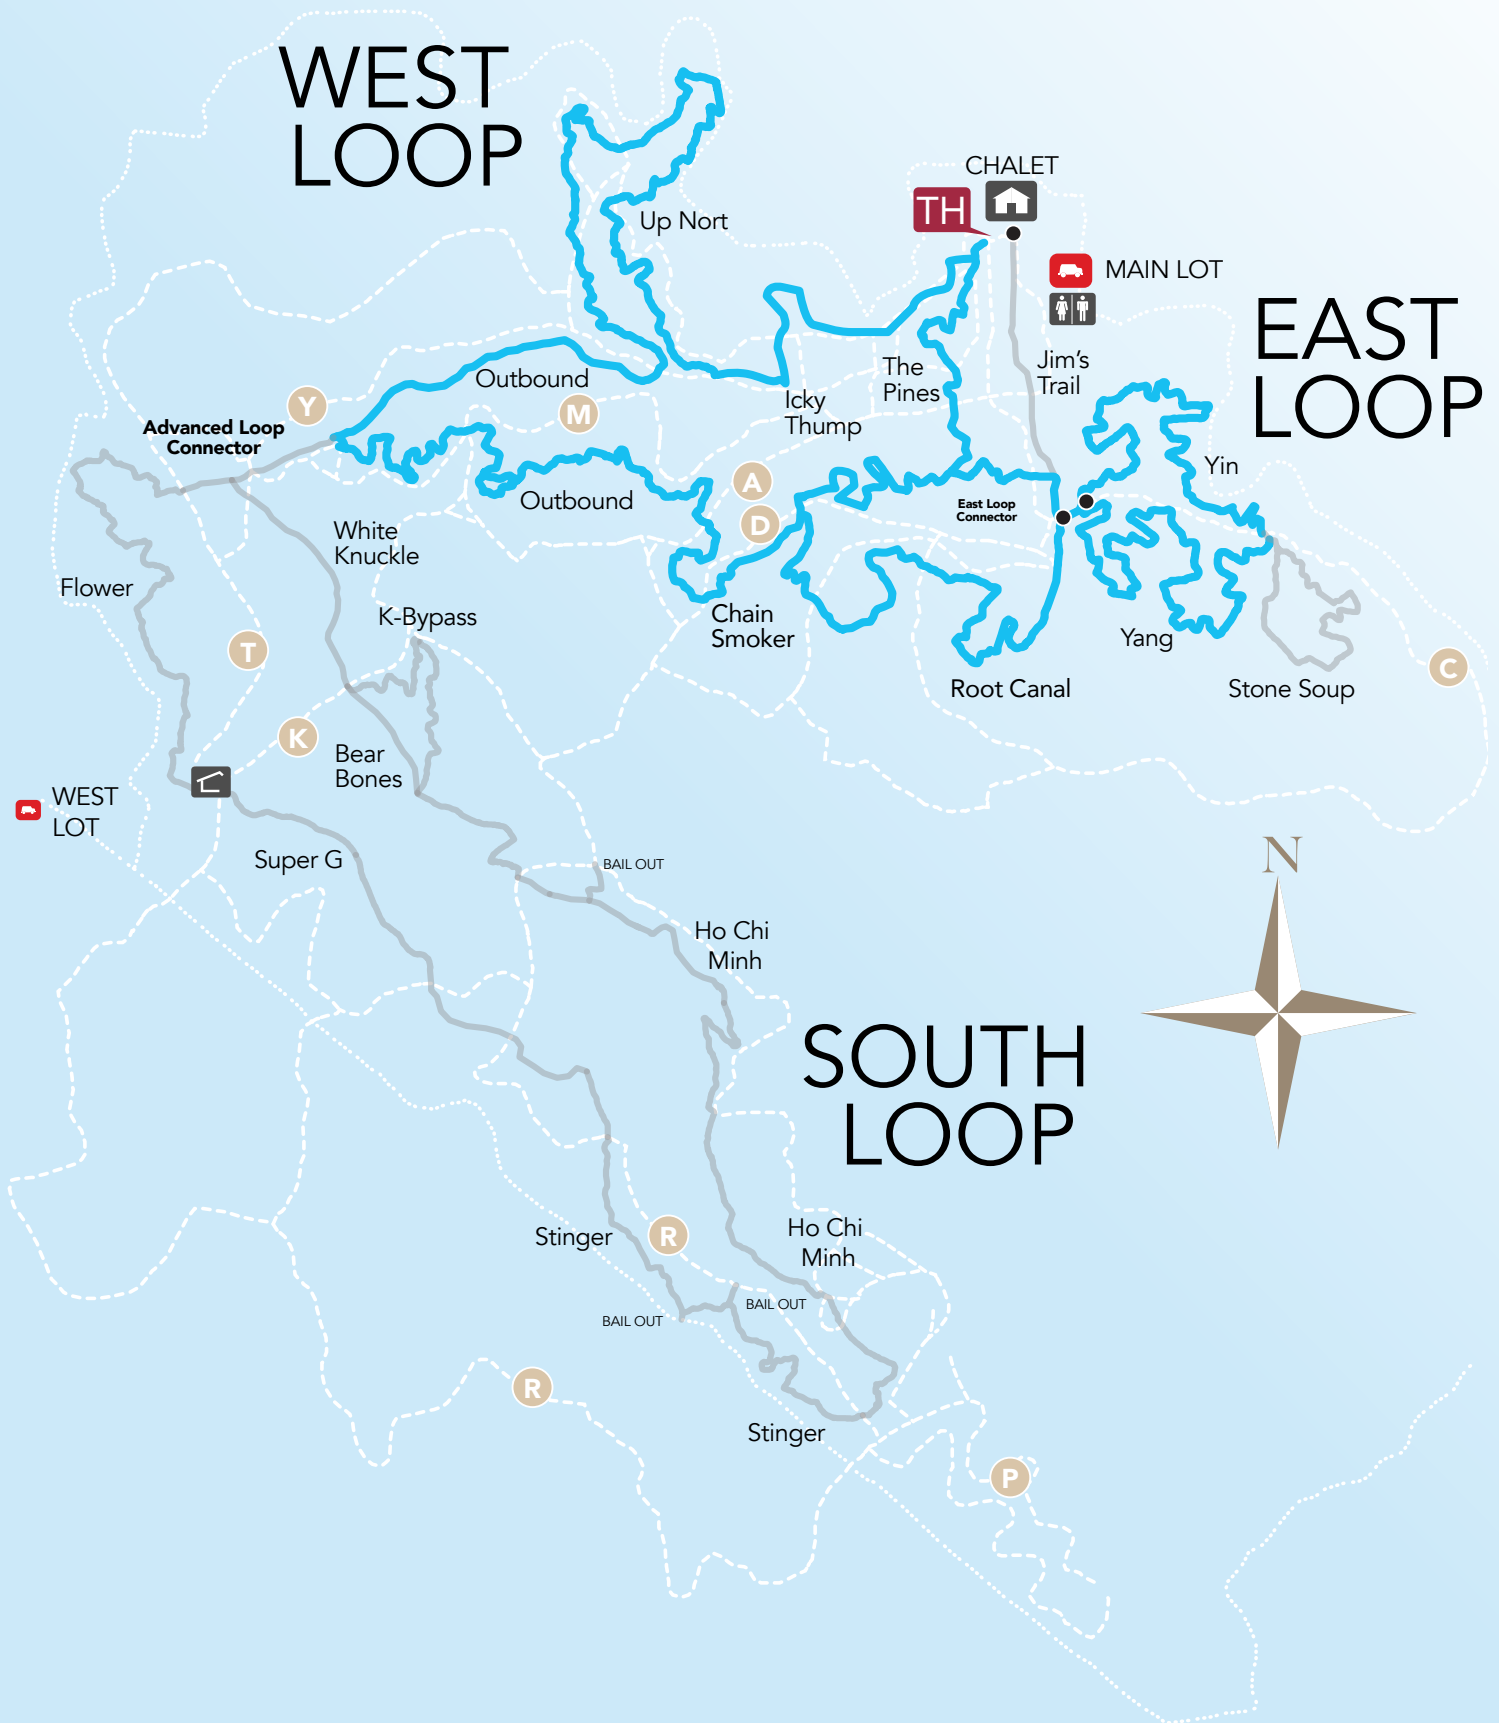 WEST
LOOP
CHALET
TH
Up Nort
MAIN LOT
EAST
LOOP
Jim's
Trail
The
Pines
Outbound
Icky
Thump
Y
M
Advanced Loop
Connector
Yin
A
Outbound
East Loop
Connector
D
White
Knuckle
Flower
K-Bypass
Chain
Smoker
Yang
T
C
Root Canal
Stone Soup
K
Bear
Bones
WEST
LOT
Super G
BAIL OUT
N
Ho Chi
Minh
SOUTH
LOOP
Stinger
R
Ho Chi
Minh
BAIL OUT
BAIL OUT
R
Stinger
P